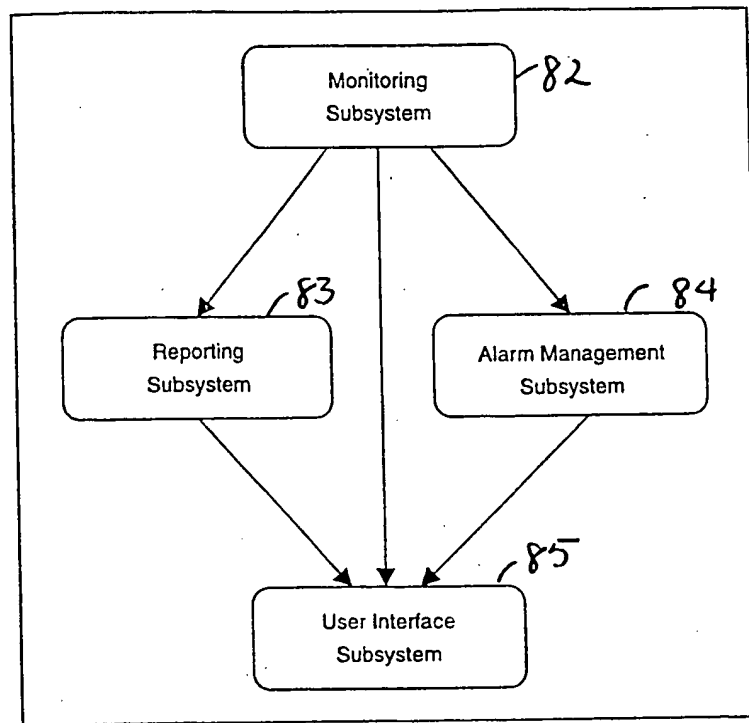 Monitoring
Subsystem
82
83
84
Reporting
Subsystem
Alarm Management
Subsystem
85
User Interface
Subsystem